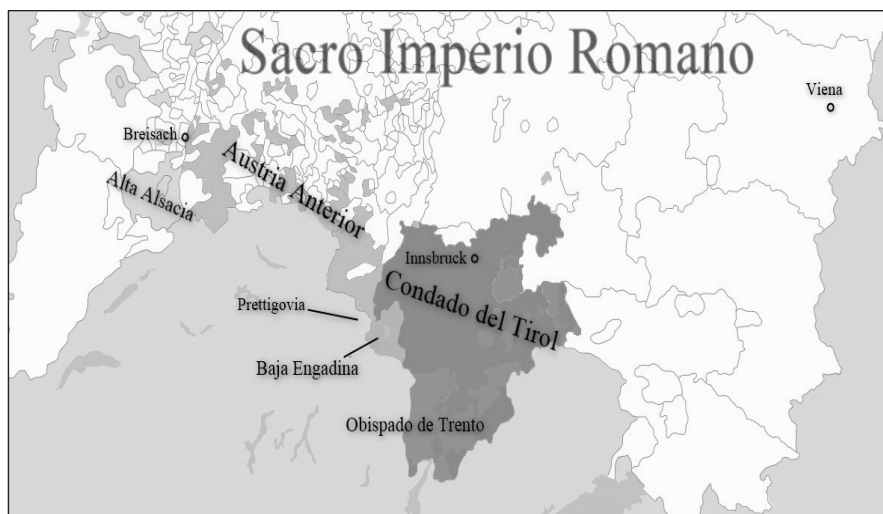 Sacro Imperio Romano
Viena
Breisach
Alta Alsacia
Austria Anterior
Innsbruck
Condado del Tirol
Prettigovia
Baja Engadina
Obispado de Trento